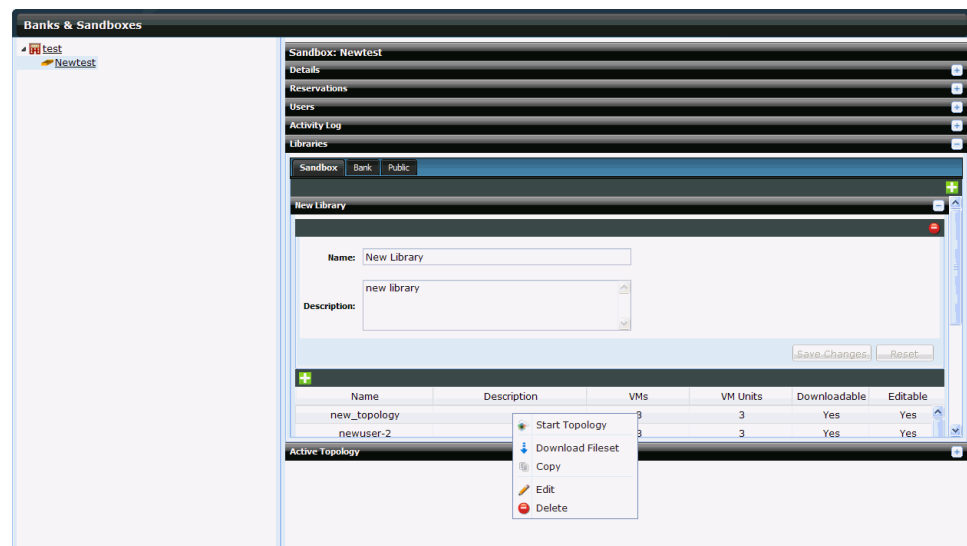 Banks & Sandboxes
test
Newtest
Sandbox: Newtest
Details
Reservations
Users
Activity Log
Libraries
Sandbox Bank Public
New Library
Name: New Library
new library
Description:
Save Changes Reset
Name Description VMs VM Units Downloadable Editable
new_topology 3 3 Yes Yes
newuser-2 3 3 Yes Yes
Start Topology
Download Fileset
Copy
Edit
Delete
Active Topology